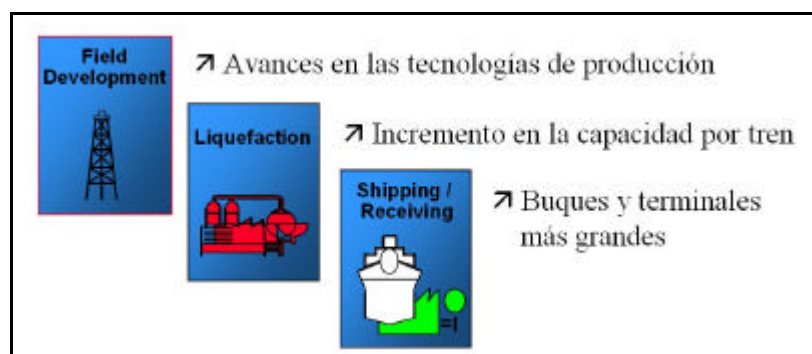 Field
Development
Avances en las tecnologías de producción
Liquefaction
Incremento en la capacidad por tren
Shipping /
Receiving
Buques y terminales
más grandes